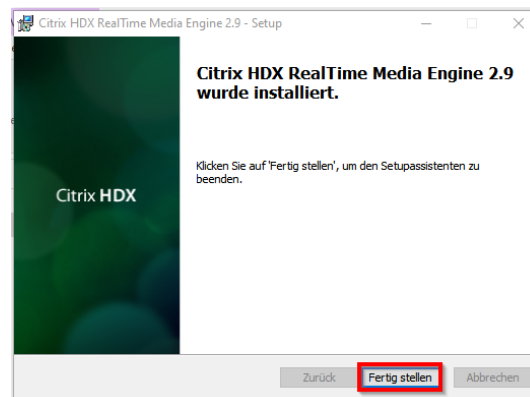 Citrix HDX RealTime Media Engine 2.9 - Setup
Citrix HDX RealTime Media Engine 2.9
wurde installiert.
Klicken Sie auf 'Fertig stellen', um den Setupassistenten zu
beenden.
Citrix HDX
Zurück
Fertig stellen
Abbrechen